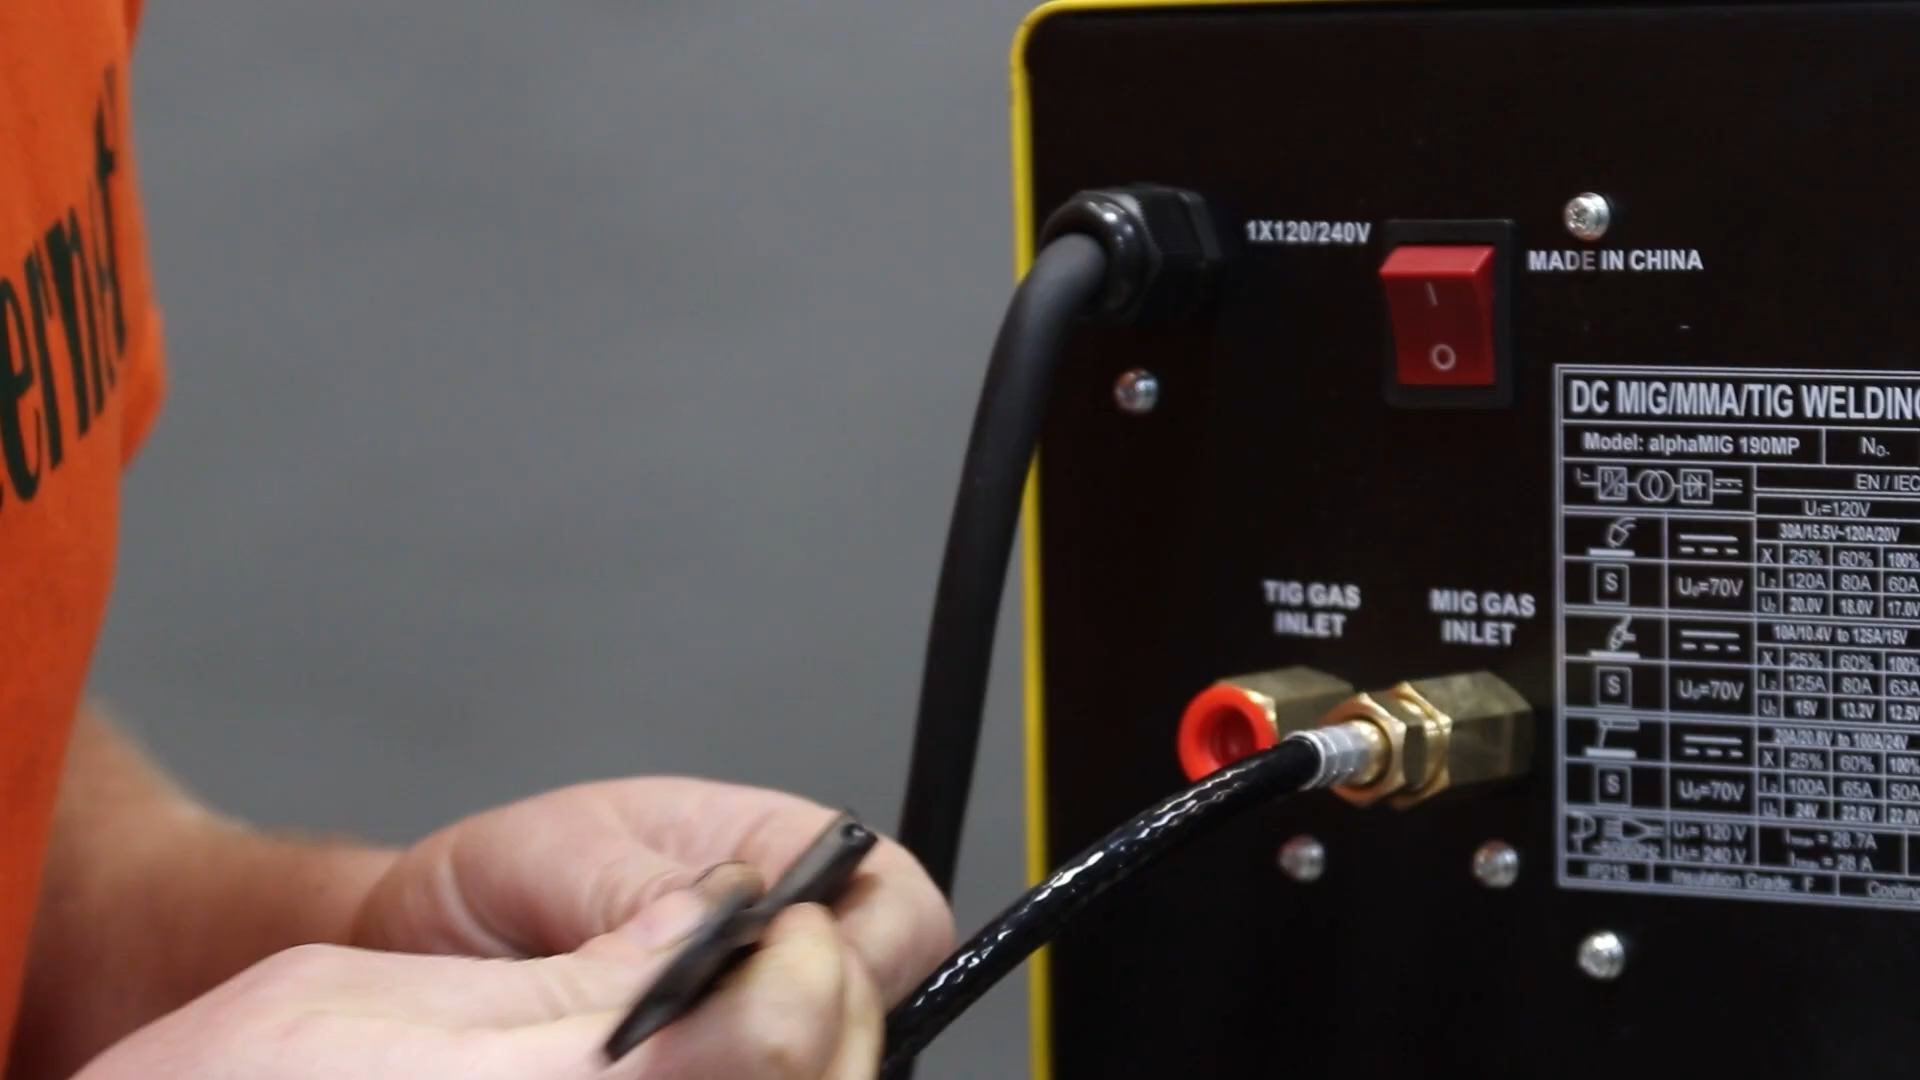 1X120/240V
I
O
MADE IN CHINA
TIG GAS
INLET
MIG GAS
INLET
DC MIG/MMA/TIG WELDING
Model: alphaMIG 190MP
No.
EN / IEC
U₁=120V
30A/15.5V~120A/20V
X 25% 60% 100%
S U₀=70V I₂ 120A 80A 60A
U₂ 20.0V 18.0V 17.0V
10A/10.4V to 125A/15V
X 25% 60% 100%
S U₀=70V I₂ 125A 80A 63A
U₂ 15V 13.2V 12.5V
20A/20.8V to 100A/24V
X 25% 60% 100%
S U₀=70V I₂ 100A 65A 50A
U₂ 24V 22.6V 22.0V
U₁= 120 V = 28.7A
~50/60Hz U₁= 240 V = 28 A
IP21S Insulation Grade: F Cooling